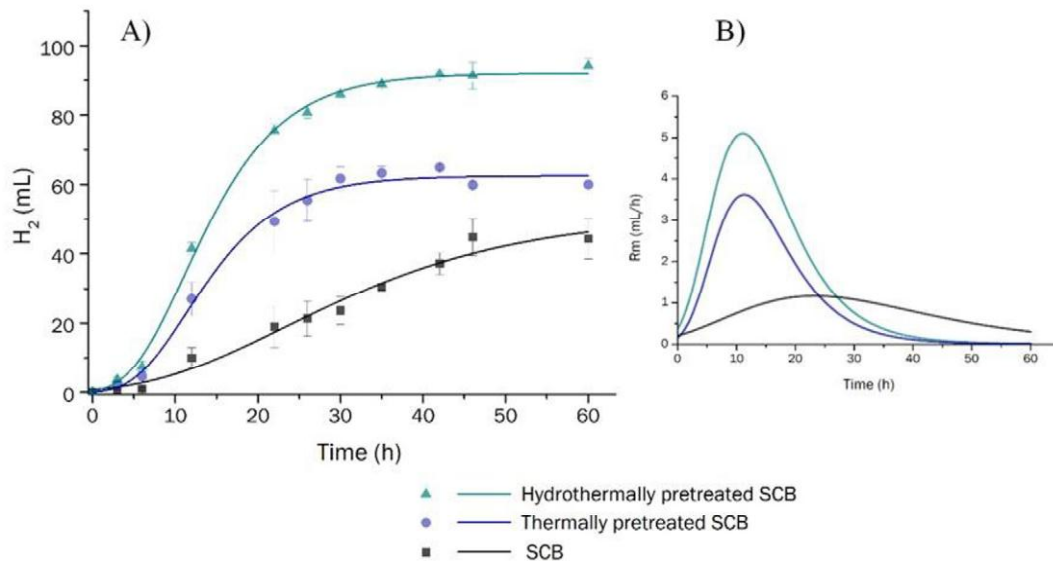 A)
H2 (mL)
100
80
60
40
20
0
0 10 20 30 40 50 60
Time (h)
B)
Rm (mL/h)
6
5
4
3
2
1
0
0 10 20 30 40 50 60
Time (h)
Hydrothermally pretreated SCB
Thermally pretreated SCB
SCB